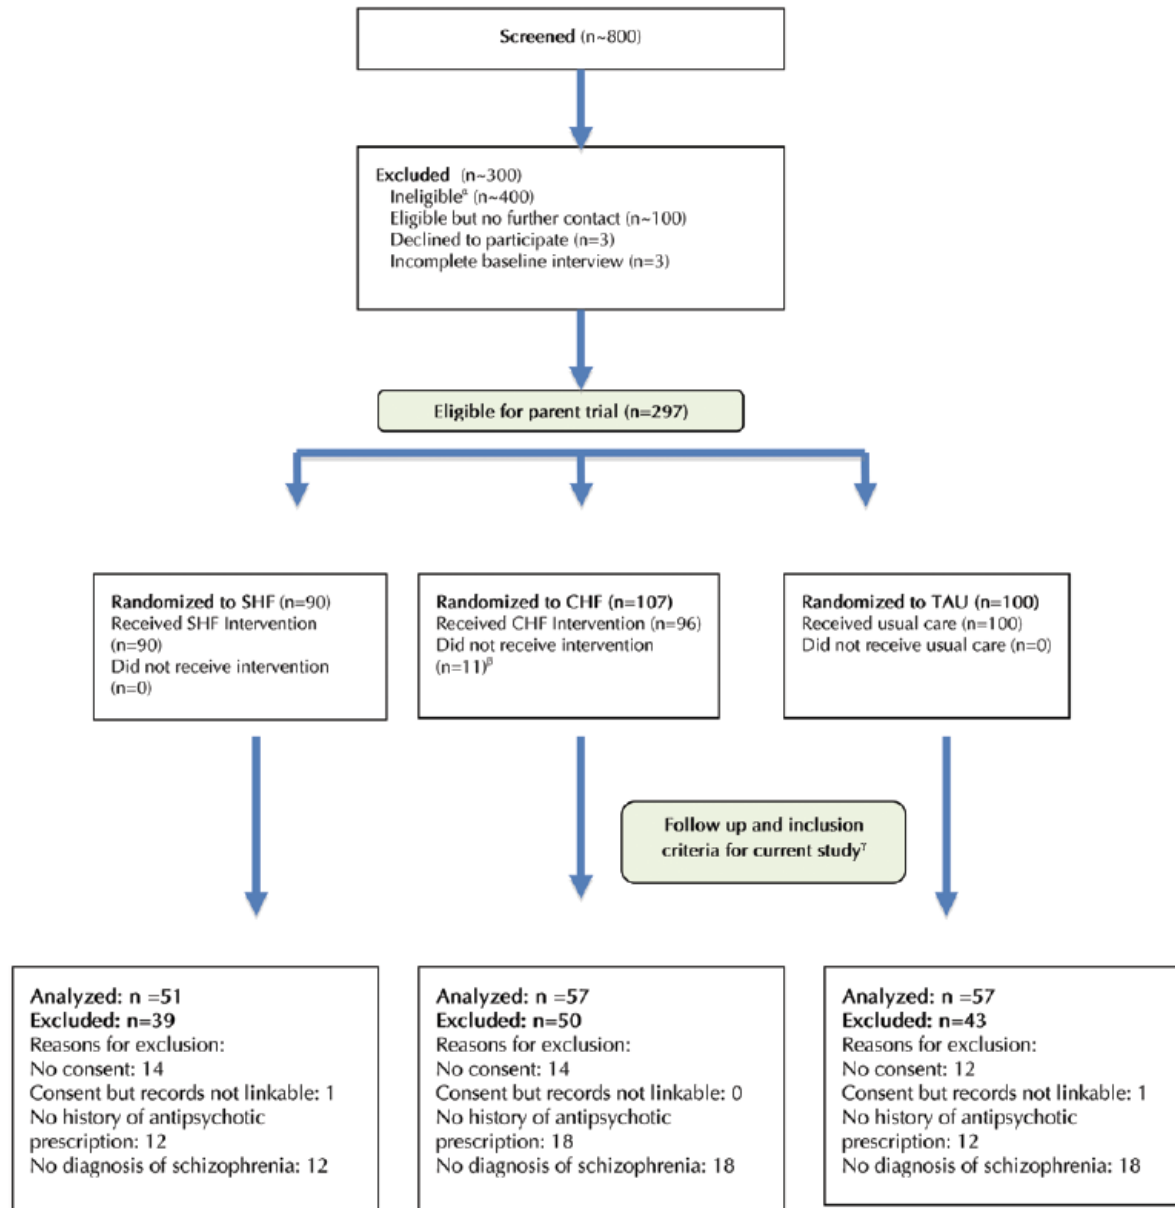 Screened (n~800)
Excluded (n~300)
Ineligibleᵅ (n~400)
Eligible but no further contact (n~100)
Declined to participate (n=3)
Incomplete baseline interview (n=3)
Eligible for parent trial (n=297)
Randomized to SHF (n=90)
Received SHF Intervention
(n=90)
Did not receive intervention
(n=0)
Randomized to CHF (n=107)
Received CHF Intervention (n=96)
Did not receive intervention
(n=11)ᵝ
Randomized to TAU (n=100)
Received usual care (n=100)
Did not receive usual care (n=0)
Follow up and inclusion
criteria for current studyᵞ
Analyzed: n =51
Excluded: n=39
Reasons for exclusion:
No consent: 14
Consent but records not linkable: 1
No history of antipsychotic
prescription: 12
No diagnosis of schizophrenia: 12
Analyzed: n =57
Excluded: n=50
Reasons for exclusion:
No consent: 14
Consent but records not linkable: 0
No history of antipsychotic
prescription: 18
No diagnosis of schizophrenia: 18
Analyzed: n =57
Excluded: n=43
Reasons for exclusion:
No consent: 12
Consent but records not linkable: 1
No history of antipsychotic
prescription: 12
No diagnosis of schizophrenia: 18